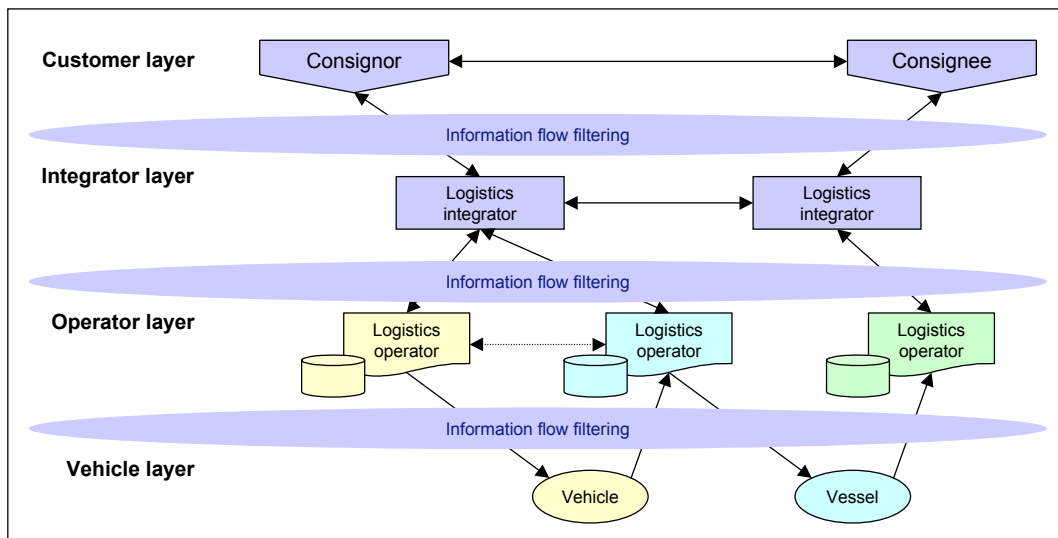 Customer layer
Consignor
Consignee
Information flow filtering
Integrator layer
Logistics
integrator
Logistics
integrator
Information flow filtering
Operator layer
Logistics
operator
Logistics
operator
Logistics
operator
Information flow filtering
Vehicle layer
Vehicle
Vessel